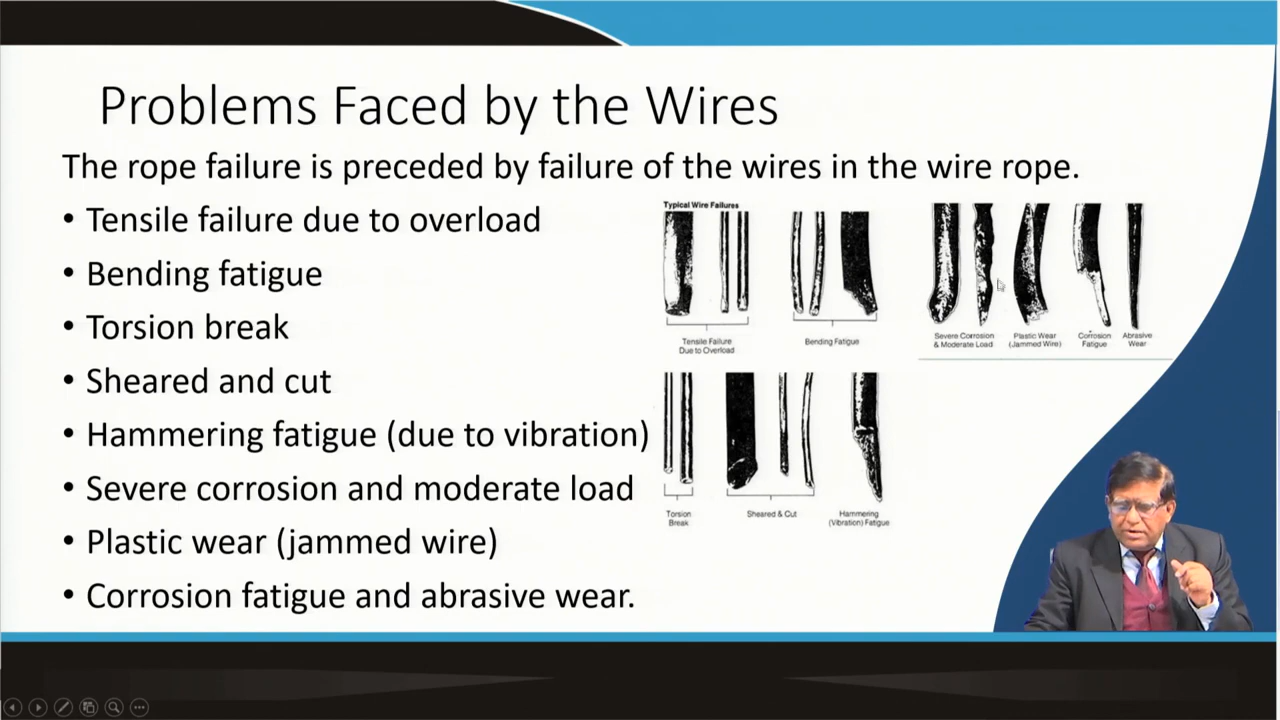 Problems Faced by the Wires
The rope failure is preceded by failure of the wires in the wire rope.
• Tensile failure due to overload
• Bending fatigue
• Torsion break
• Sheared and cut
• Hammering fatigue (due to vibration)
• Severe corrosion and moderate load
• Plastic wear (jammed wire)
• Corrosion fatigue and abrasive wear.
Typical Wire Failures
Tensile Failure
Due to Overload
Bending Fatigue
Severe Corrosion
& Moderate Load
Plastic Wear
(Jammed Wire)
Corrosion
Fatigue
Abrasive
Wear
Torsion
Break
Sheared & Cut
Hammering
(Vibration) Fatigue